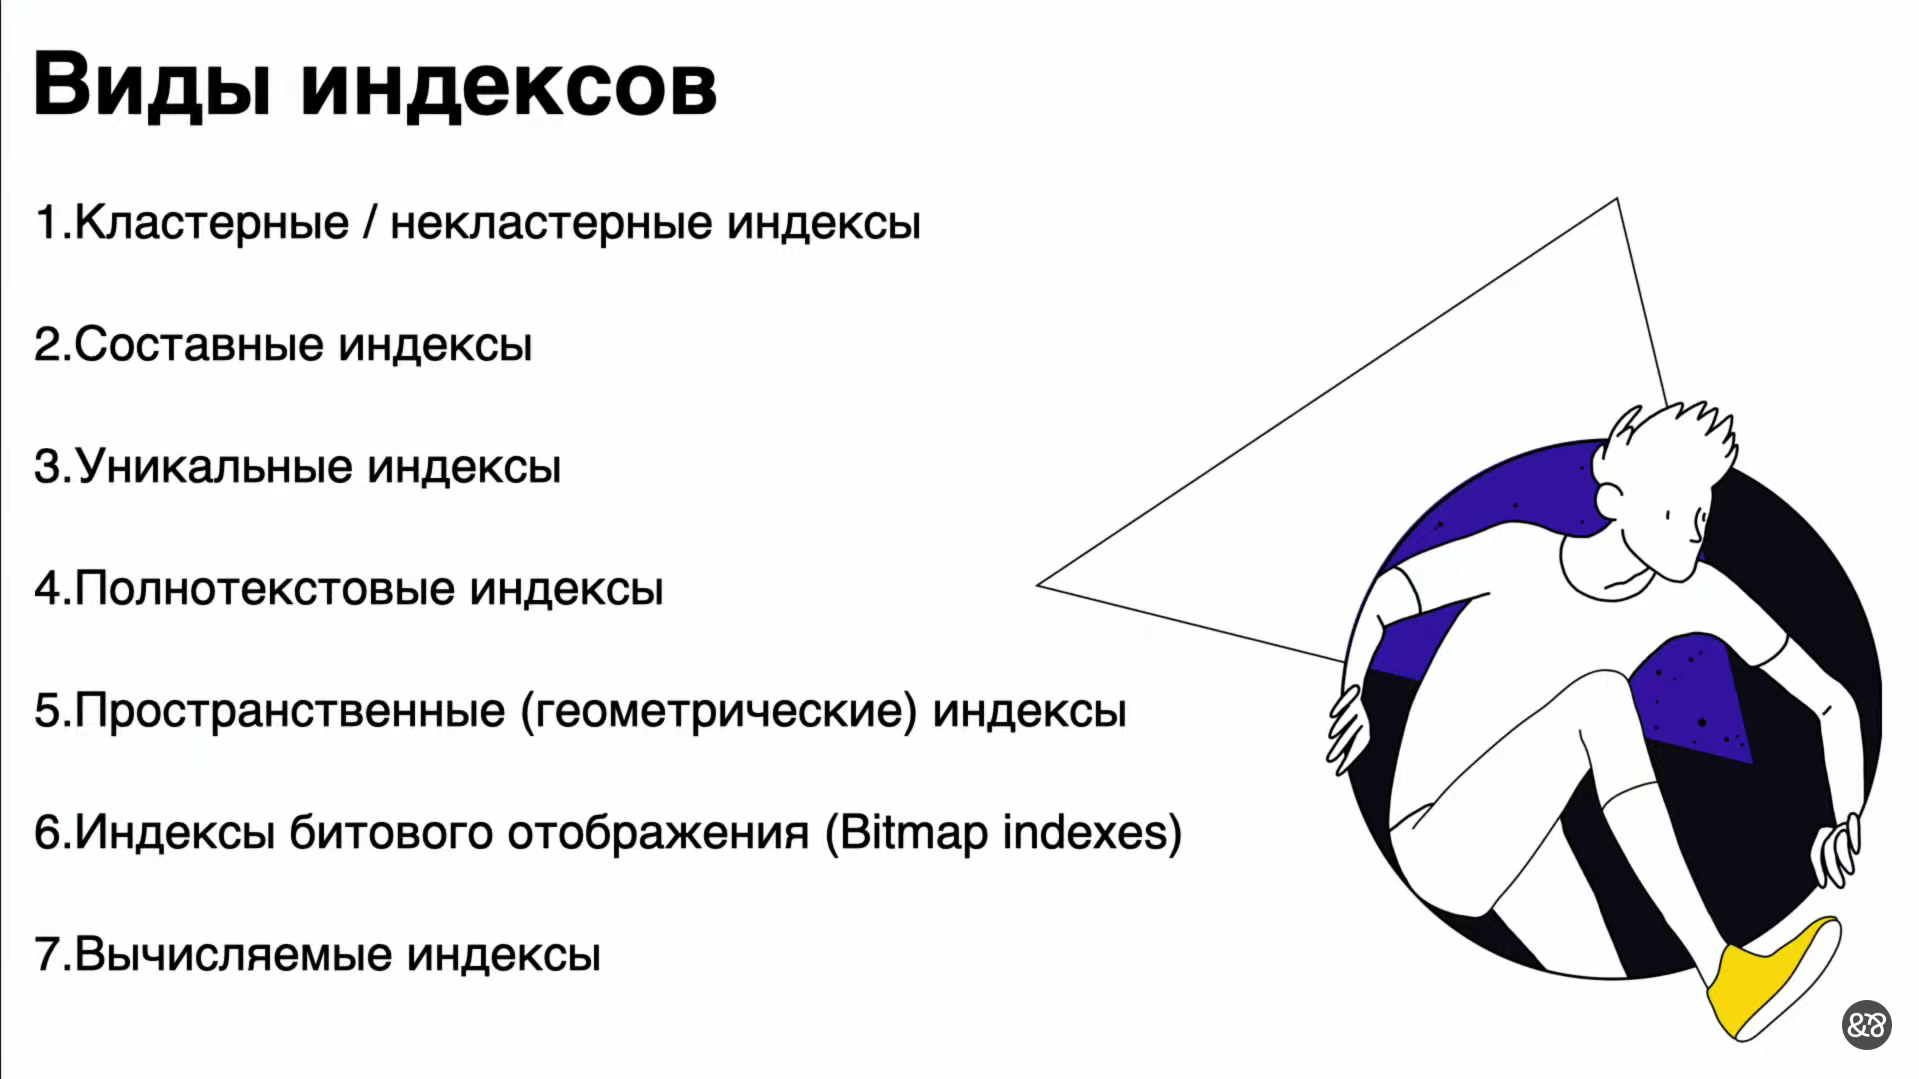 Виды индексов
1.Кластерные / некластерные индексы
2.Составные индексы
3.Уникальные индексы
4.Полнотекстовые индексы
5.Пространственные (геометрические) индексы
6.Индексы битового отображения (Bitmap indexes)
7.Вычисляемые индексы